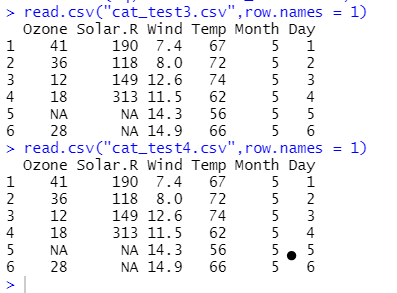 > read.csv("cat_test3.csv",row.names = 1)
  Ozone Solar.R Wind Temp Month Day
1    41     190  7.4   67     5   1
2    36     118  8.0   72     5   2
3    12     149 12.6   74     5   3
4    18     313 11.5   62     5   4
5    NA      NA 14.3   56     5   5
6    28      NA 14.9   66     5   6
> read.csv("cat_test4.csv",row.names = 1)
  Ozone Solar.R Wind Temp Month Day
1    41     190  7.4   67     5   1
2    36     118  8.0   72     5   2
3    12     149 12.6   74     5   3
4    18     313 11.5   62     5   4
5    NA      NA 14.3   56     5   5
6    28      NA 14.9   66     5   6
>